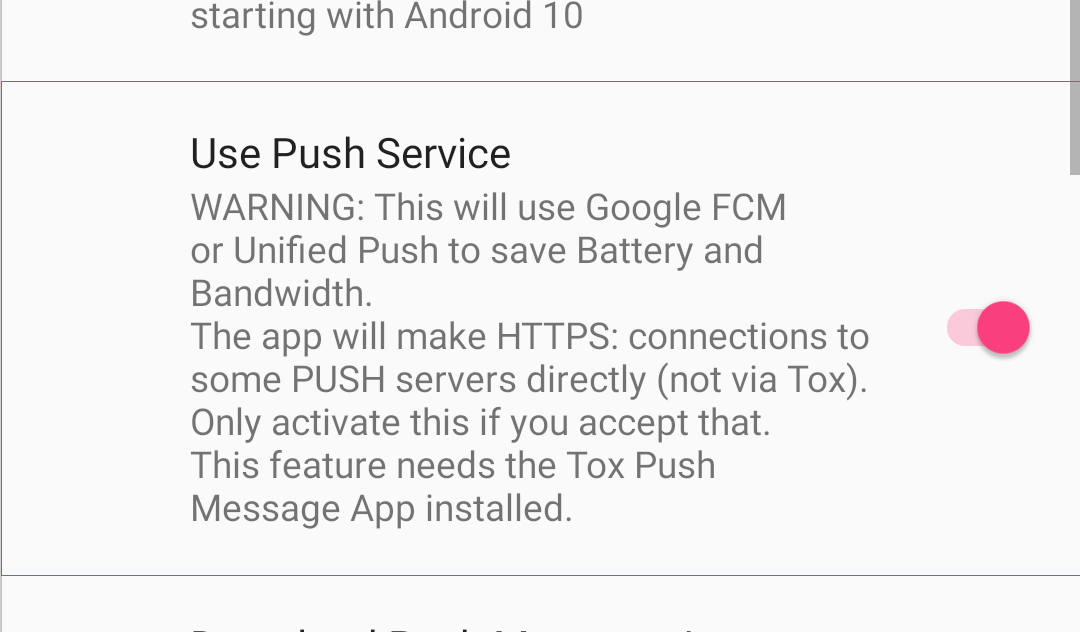 starting with Android 10
Use Push Service
WARNING: This will use Google FCM
or Unified Push to save Battery and
Bandwidth.
The app will make HTTPS: connections to
some PUSH servers directly (not via Tox).
Only activate this if you accept that.
This feature needs the Tox Push
Message App installed.